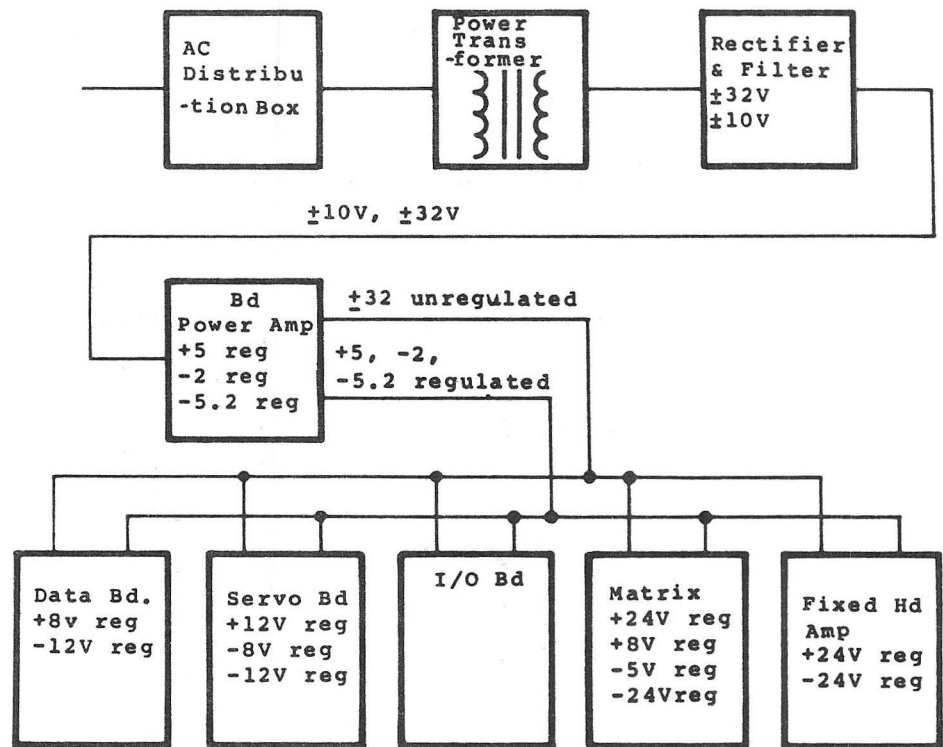 AC
Distribu
-tion Box
Power
Trans
-former
Rectifier
& Filter
±32V
±10V
±10V, ±32V
Bd
Power Amp
+5 reg
-2 reg
-5.2 reg
±32 unregulated
+5, -2,
-5.2 regulated
Data Bd.
+8v reg
-12V reg
Servo Bd
+12V reg
-8V reg
-12V reg
I/O Bd
Matrix
+24V reg
+8V reg
-5V reg
-24Vreg
Fixed Hd
Amp
+24V reg
-24V reg